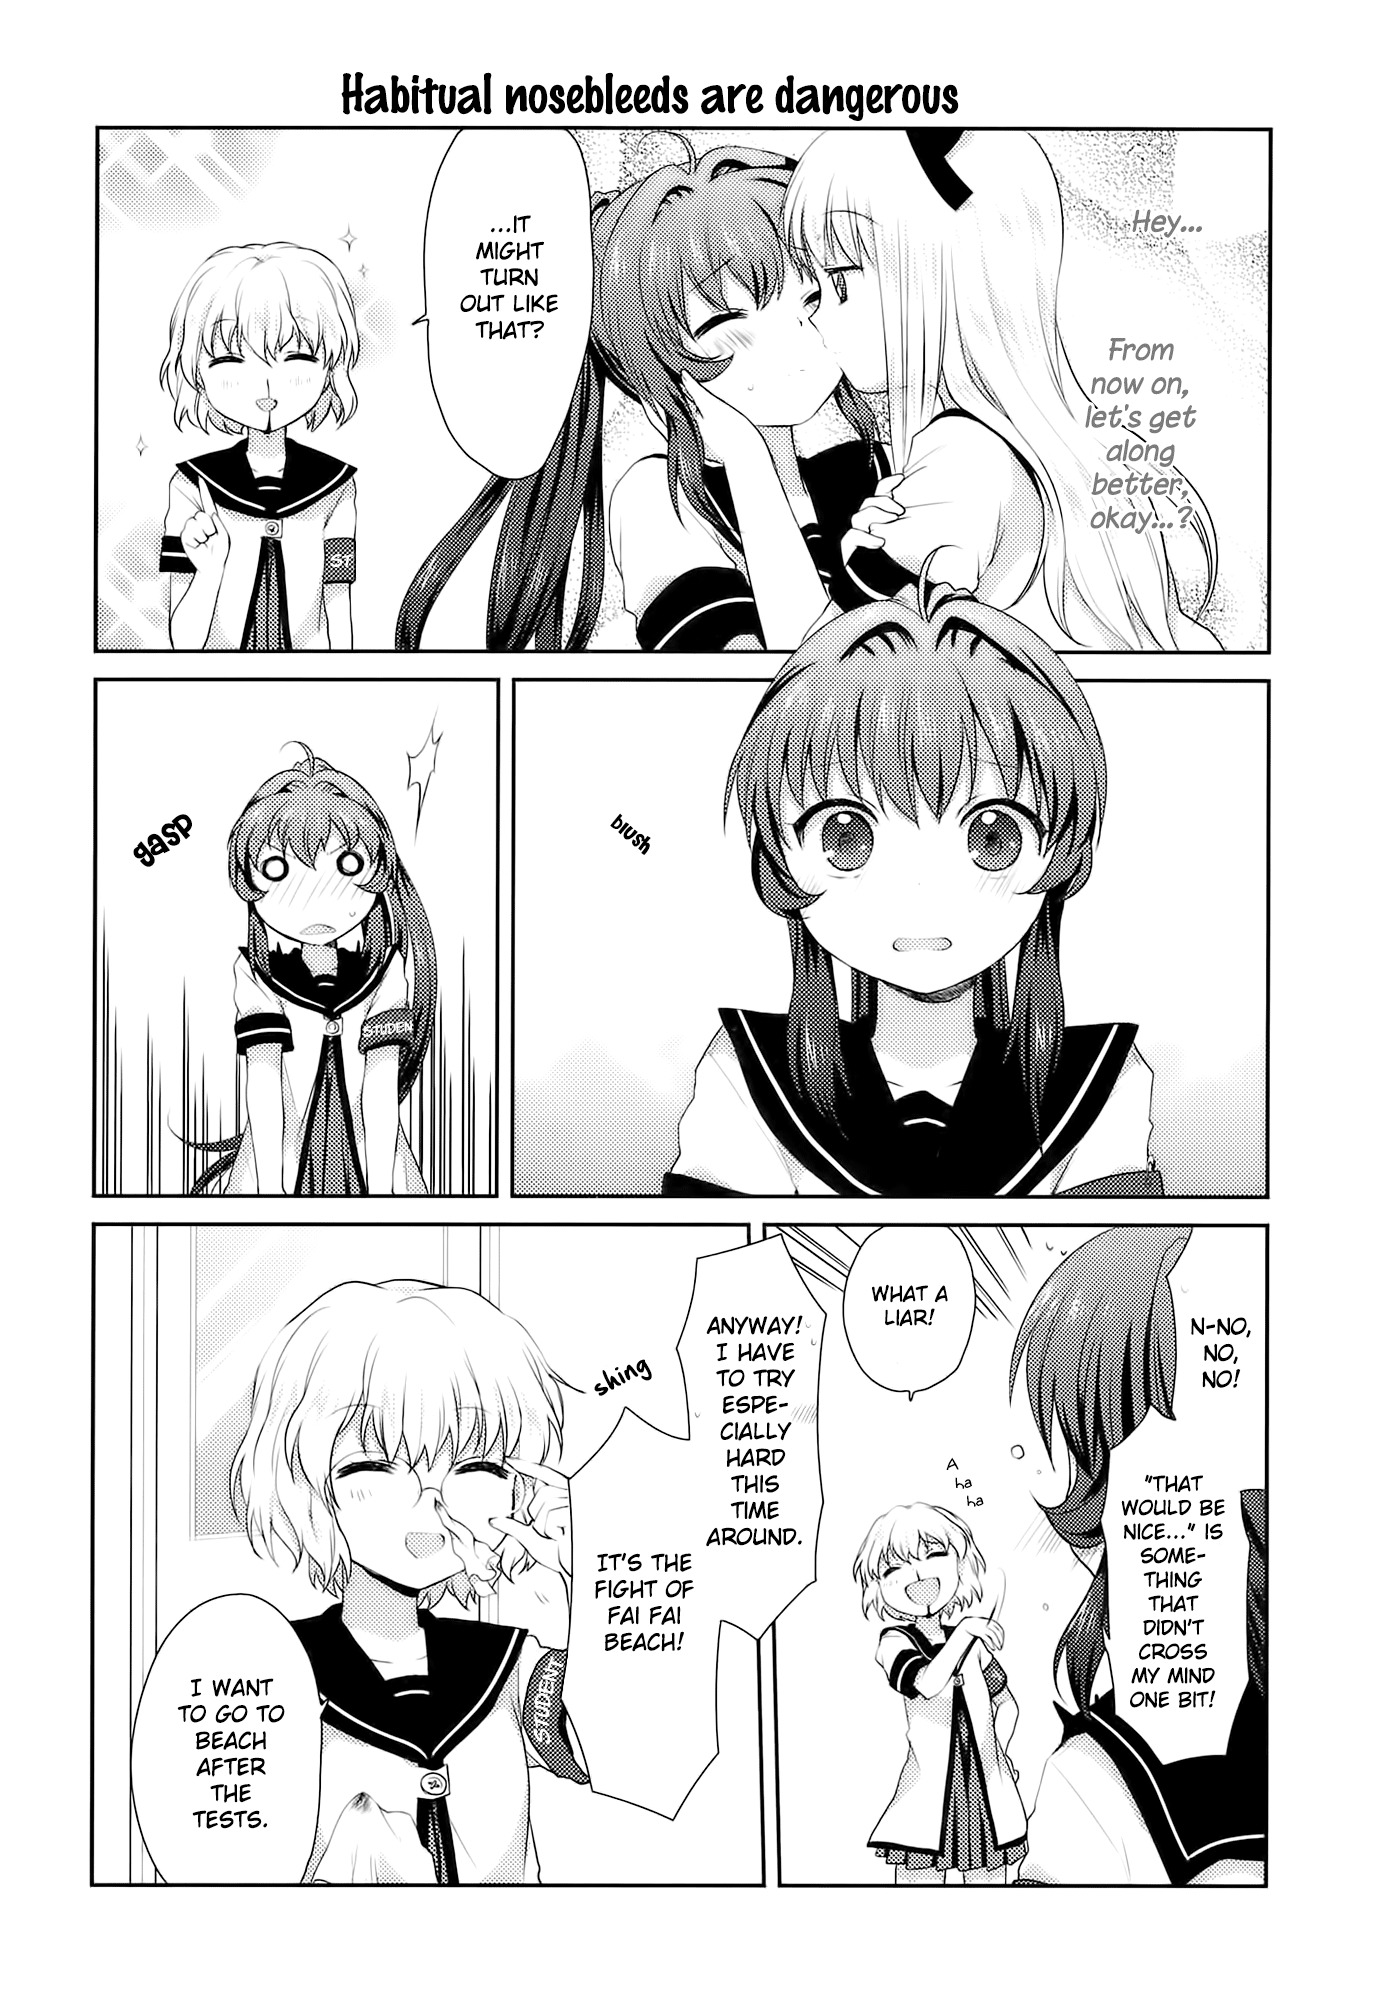 Habitual nosebleeds are dangerous
Hey...
From
now on,
let's get
along
better,
okay...?
...IT
MIGHT
TURN
OUT LIKE
THAT?
ST
blush
gasp
STUDEN
N-NO,
NO,
NO!
"THAT
WOULD BE
NICE..." IS
SOME-
THING
THAT
DIDN'T
CROSS
MY MIND
ONE BIT!
WHAT A
LIAR!
A
ha
ha
ANYWAY!
I HAVE
TO TRY
ESPE-
CIALLY
HARD
THIS
TIME
AROUND.
IT'S THE
FIGHT OF
FAI FAI
BEACH!
shing
STUDENT
I WANT
TO GO TO
BEACH
AFTER
THE
TESTS.